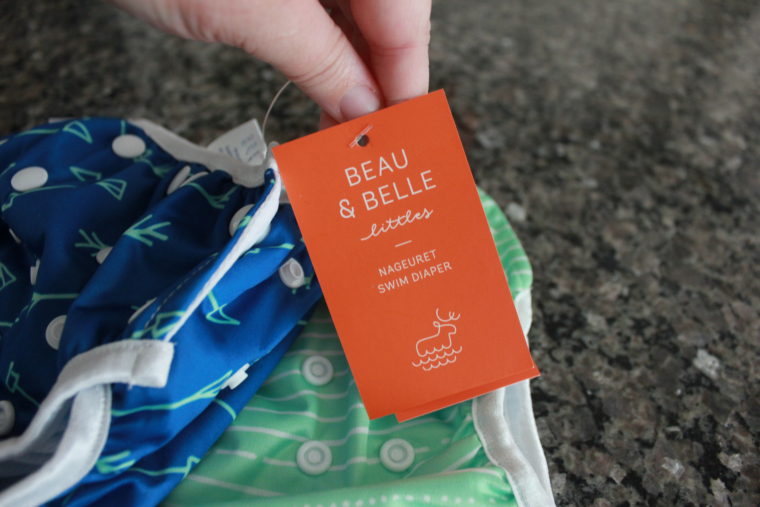 BEAU
& BELLE
littles
NAGEURET
SWIM DIAPER